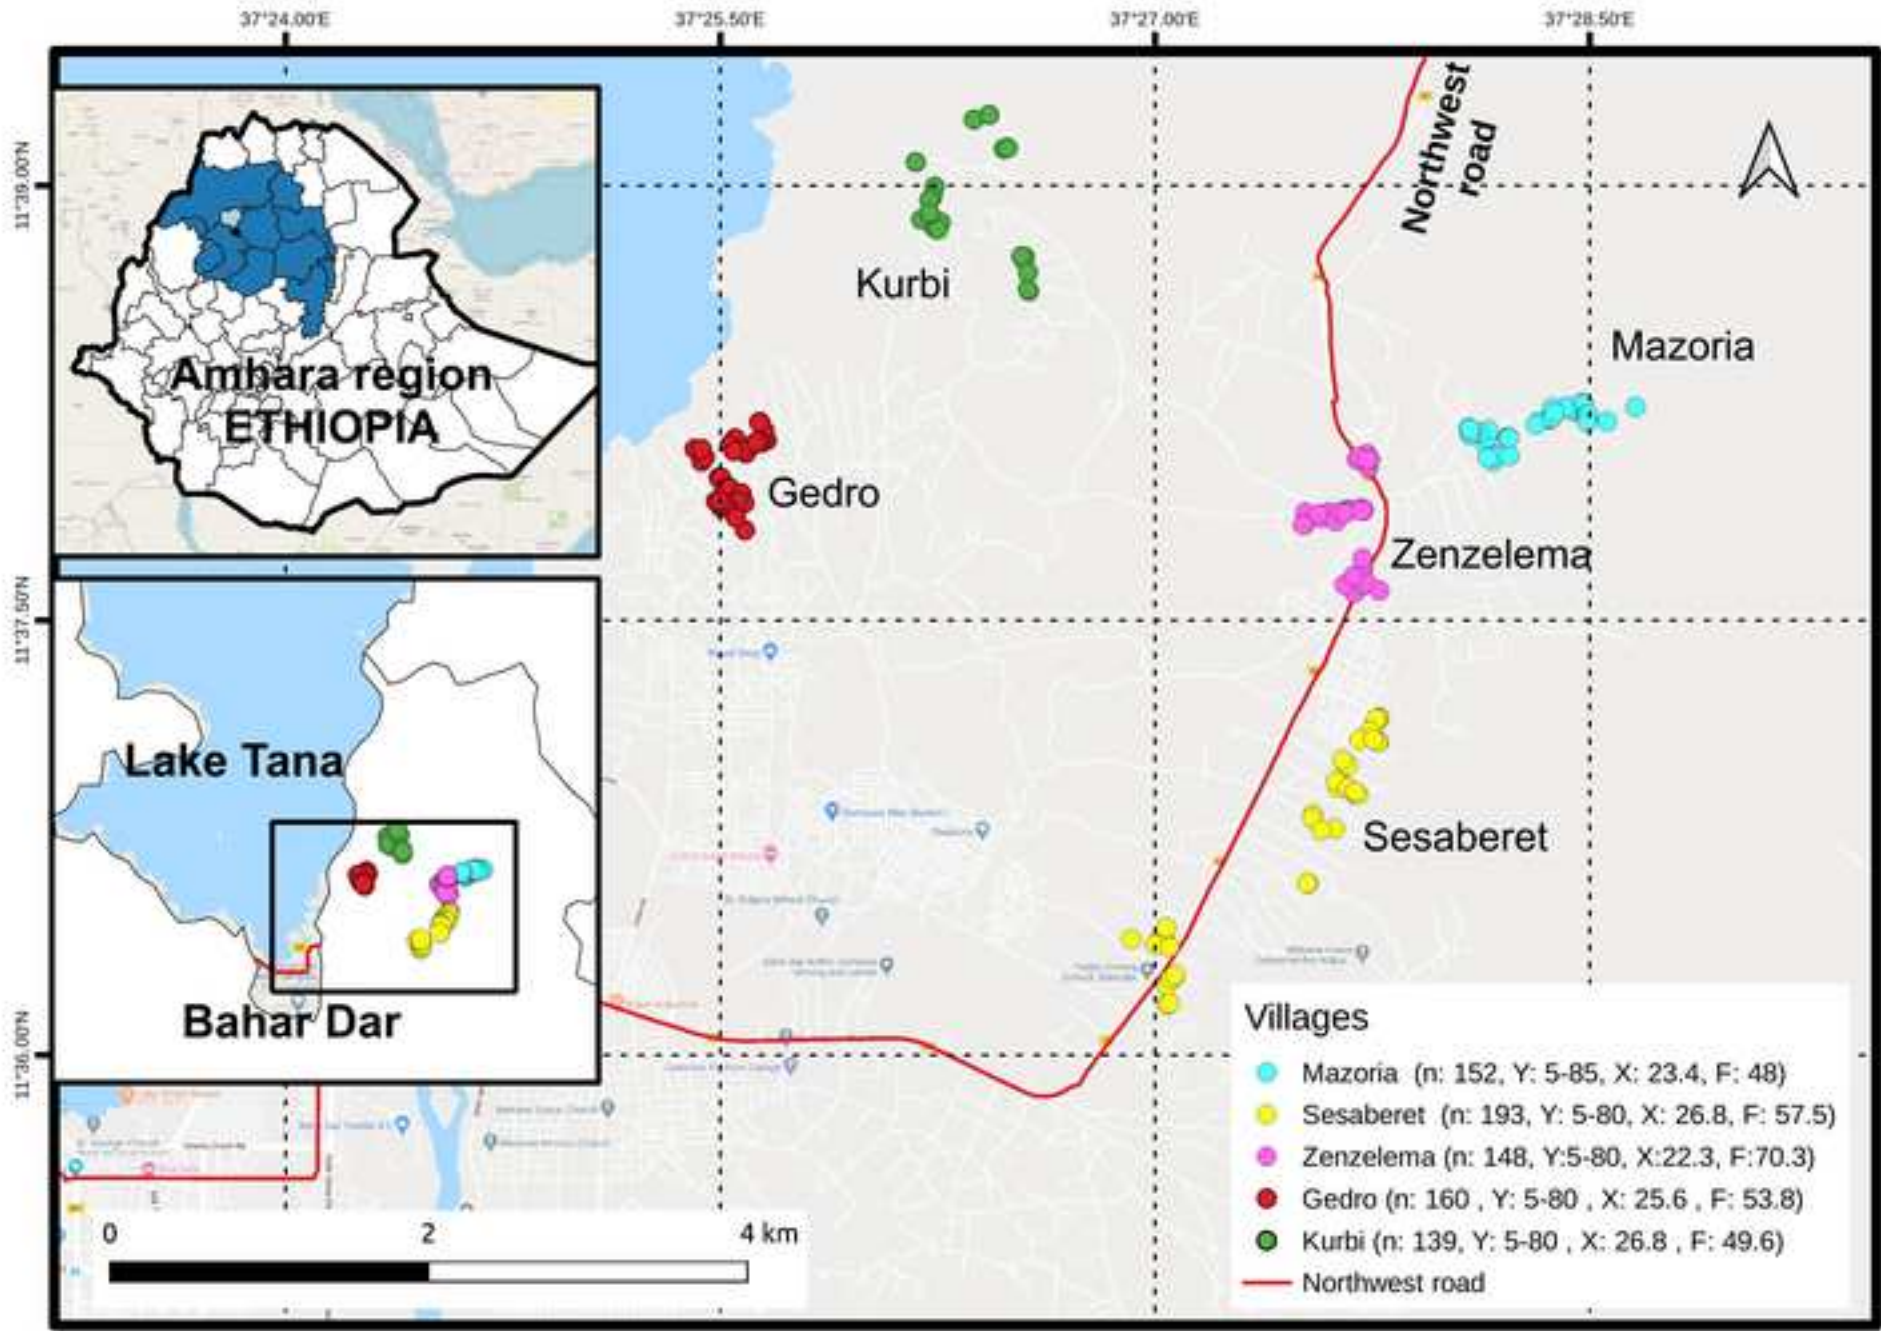 37°24.00'E
37°25.50'E
37°27.00'E
37°28.50'E
11°39.00'N
11°37.50'N
11°36.00'N
Amhara region
ETHIOPIA
Lake Tana
Bahar Dar
Northwest
road
Kurbi
Mazoria
Gedro
Zenzelema
Sesaberet
0
2
4 km
Villages
Mazoria (n: 152, Y: 5-85, X: 23.4, F: 48)
Sesaberet (n: 193, Y: 5-80, X: 26.8, F: 57.5)
Zenzelema (n: 148, Y:5-80, X:22.3, F:70.3)
Gedro (n: 160 , Y: 5-80 , X: 25.6 , F: 53.8)
Kurbi (n: 139, Y: 5-80 , X: 26.8 , F: 49.6)
Northwest road